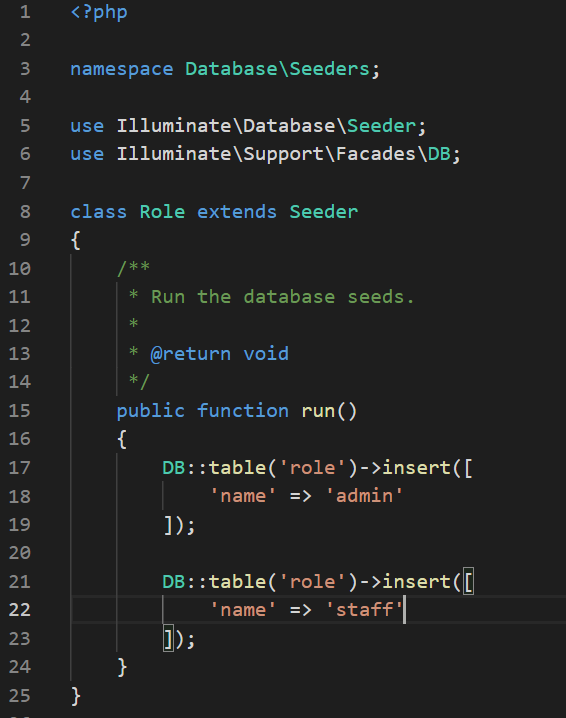 1 <?php
2
3 namespace Database\Seeders;
4
5 use Illuminate\Database\Seeder;
6 use Illuminate\Support\Facades\DB;
7
8 class Role extends Seeder
9 {
10     /**
11      * Run the database seeds.
12      *
13      * @return void
14      */
15     public function run()
16     {
17         DB::table('role')->insert([
18             'name' => 'admin'
19         ]);
20
21         DB::table('role')->insert([
22             'name' => 'staff'
23         ]);
24     }
25 }